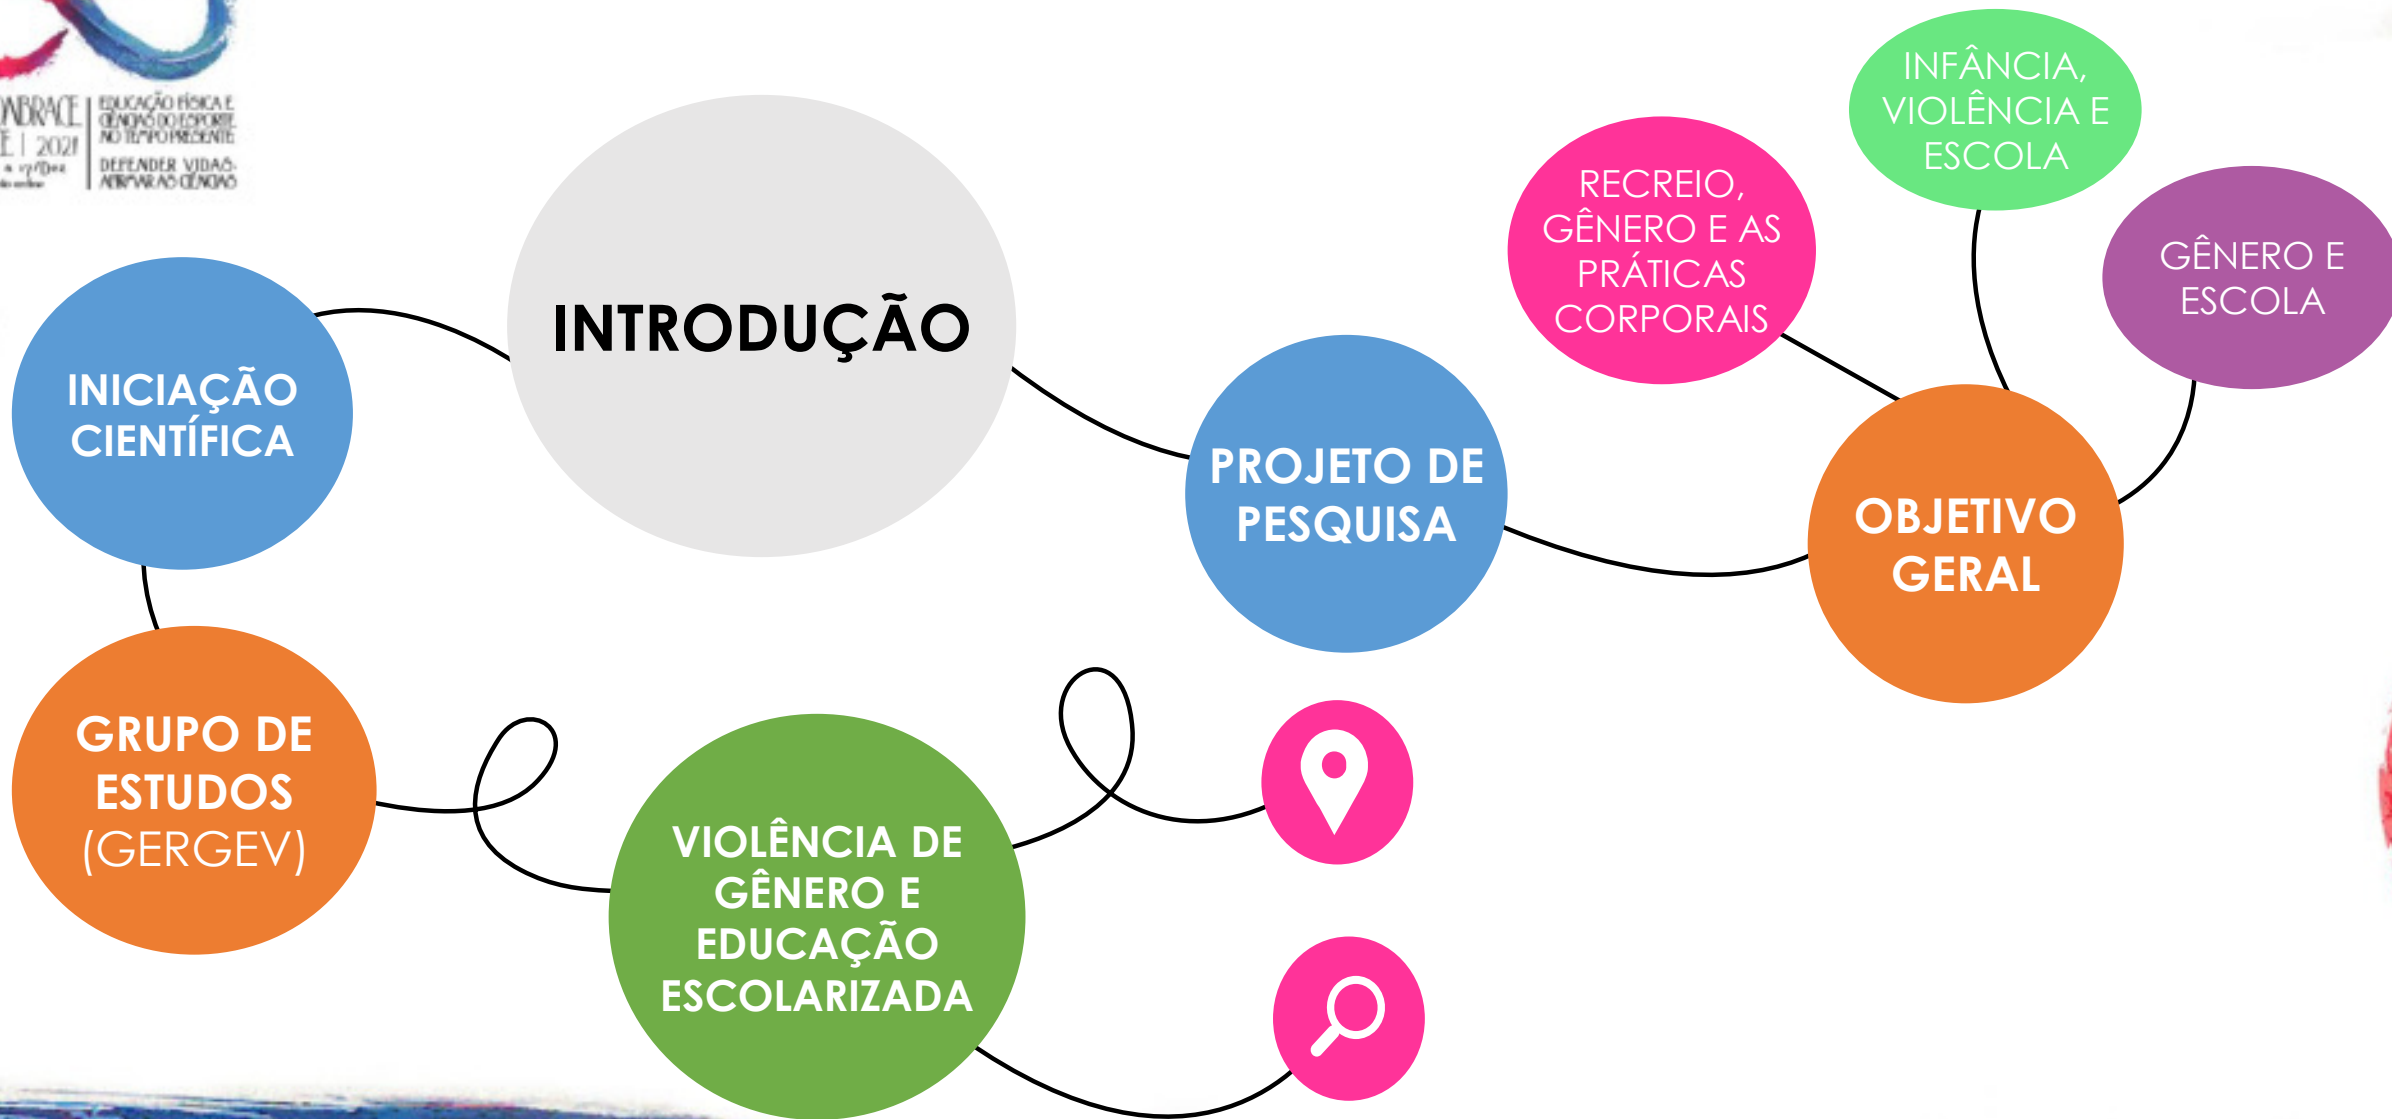 EDUCAÇÃO FÍSICA E
CIÊNCIAS DO ESPORTE
NO TEMPO PRESENTE
DEFENDER VIDAS-
AFIRMAR AS CIÊNCIAS
2021
INTRODUÇÃO
INICIAÇÃO
CIENTÍFICA
GRUPO DE
ESTUDOS
(GERGEV)
VIOLÊNCIA DE
GÊNERO E
EDUCAÇÃO
ESCOLARIZADA
PROJETO DE
PESQUISA
OBJETIVO
GERAL
RECREIO,
GÊNERO E AS
PRÁTICAS
CORPORAIS
INFÂNCIA,
VIOLÊNCIA E
ESCOLA
GÊNERO E
ESCOLA